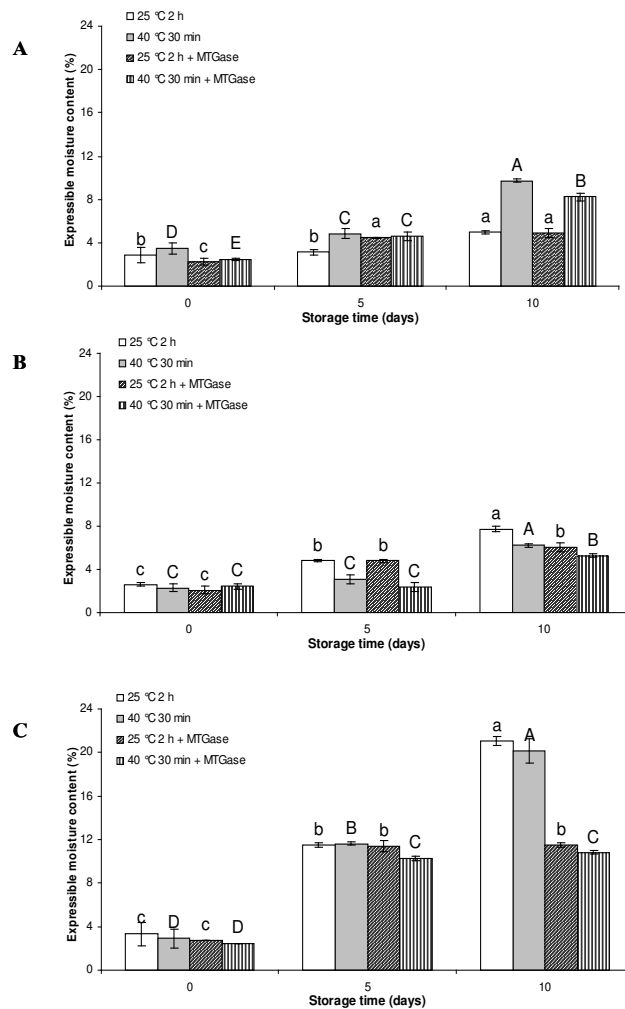 A
25 °C 2 h
40 °C 30 min
25 °C 2 h + MTGase
40 °C 30 min + MTGase
Expressible moisture content (%)
24
20
16
12
8
4
0
b D c E
b C a C
a A a B
0 5 10
Storage time (days)
B
25 °C 2 h
40 °C 30 min
25 °C 2 h + MTGase
40 °C 30 min + MTGase
Expressible moisture content (%)
24
20
16
12
8
4
0
c C c C
b C b C
a A b B
0 5 10
Storage time (days)
C
25 °C 2 h
40 °C 30 min
25 °C 2 h + MTGase
40 °C 30 min + MTGase
Expressible moisture content (%)
24
20
16
12
8
4
0
c D c D
b B b C
a A b C
0 5 10
Storage time (days)